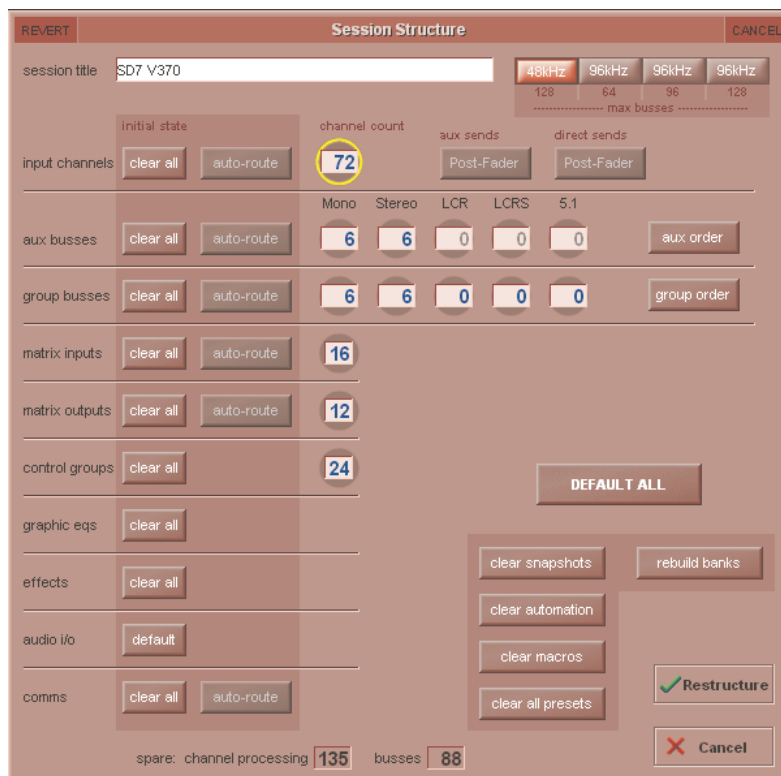 REVERT Session Structure CANCEL
session title SD7 V370 48kHz 96kHz 96kHz 96kHz
128 64 96 128
------------------ max busses ------------------
initial state channel count aux sends direct sends
input channels clear all auto-route 72 Post-Fader Post-Fader
Mono Stereo LCR LCRS 5.1
aux busses clear all auto-route 6 6 0 0 0 aux order
group busses clear all auto-route 6 6 0 0 0 group order
matrix inputs clear all auto-route 16
matrix outputs clear all auto-route 12
control groups clear all 24
DEFAULT ALL
graphic eqs clear all
clear snapshots rebuild banks
effects clear all
clear automation
audio i/o default
clear macros
Restructure
comms clear all auto-route
clear all presets
Cancel
spare: channel processing 135 busses 88